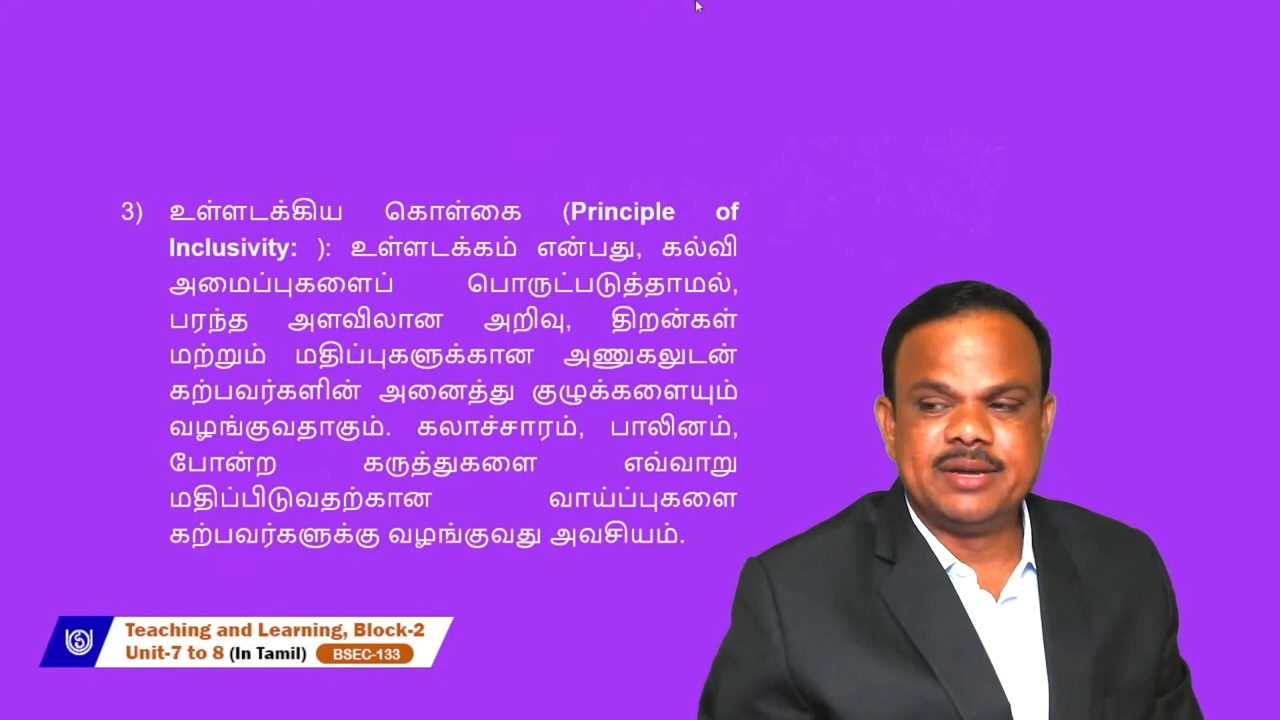 3) உள்ளடக்கிய கொள்கை (Principle of
Inclusivity: ): உள்ளடக்கம் என்பது, கல்வி
அமைப்புகளைப் பொருட்படுத்தாமல்,
பரந்த அளவிலான அறிவு, திறன்கள்
மற்றும் மதிப்புகளுக்கான அணுகலுடன்
கற்பவர்களின் அனைத்து குழுக்களையும்
வழங்குவதாகும். கலாச்சாரம், பாலினம்,
போன்ற கருத்துகளை எவ்வாறு
மதிப்பிடுவதற்கான வாய்ப்புகளை
கற்பவர்களுக்கு வழங்குவது அவசியம்.
Teaching and Learning, Block-2
Unit-7 to 8 (In Tamil) BSEC-133